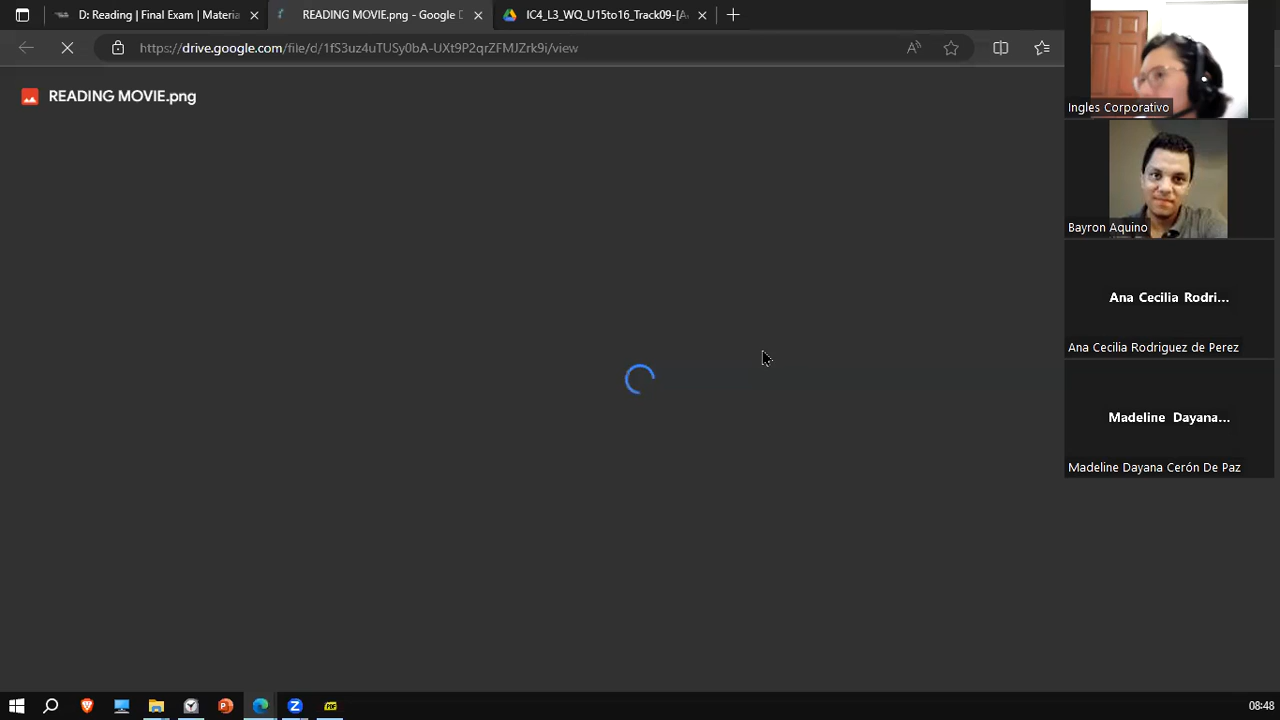 D: Reading | Final Exam | Materia
READING MOVIE.png - Google D
IC4_L3_WQ_U15to16_Track09-[A
https://drive.google.com/file/d/1fS3uz4uTUSy0bA-UXt9P2qrZFMJZrk9i/view
READING MOVIE.png
Ingles Corporativo
Bayron Aquino
Ana Cecilia Rodri...
Ana Cecilia Rodriguez de Perez
Madeline Dayana...
Madeline Dayana Cerón De Paz
08:48